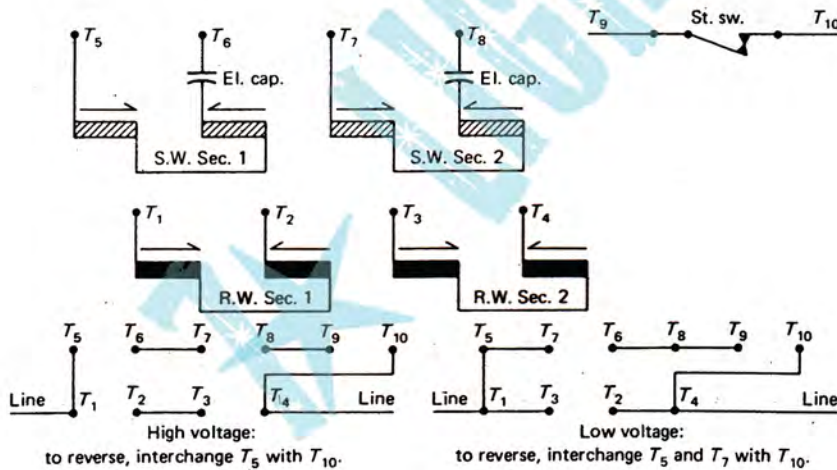 T5 T6 T7 T8 T9 St. sw. T10
El. cap. El. cap.
S.W. Sec. 1 S.W. Sec. 2
T1 T2 T3 T4
R.W. Sec. 1 R.W. Sec. 2
T5 T6 T7 T8 T9 T10 T5 T7 T6 T8 T9 T10
Line T1 T2 T3 T4 Line T1 T3 T2 T4 Line
High voltage: Low voltage:
to reverse, interchange T5 with T10. to reverse, interchange T5 and T7 with T10.